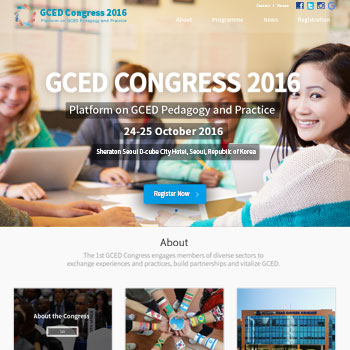 Contact | Korean
GCED Congress 2016
Platform on GCED Pedagogy and Practice
About Programme News Registration
GCED CONGRESS 2016
Platform on GCED Pedagogy and Practice
24-25 October 2016
Sheraton Seoul D-cube City Hotel, Seoul, Republic of Korea
Register Now
About
The 1st GCED Congress engages members of diverse sectors to
exchange experiences and practices, build partnerships and vitalize GCED.
About the Congress